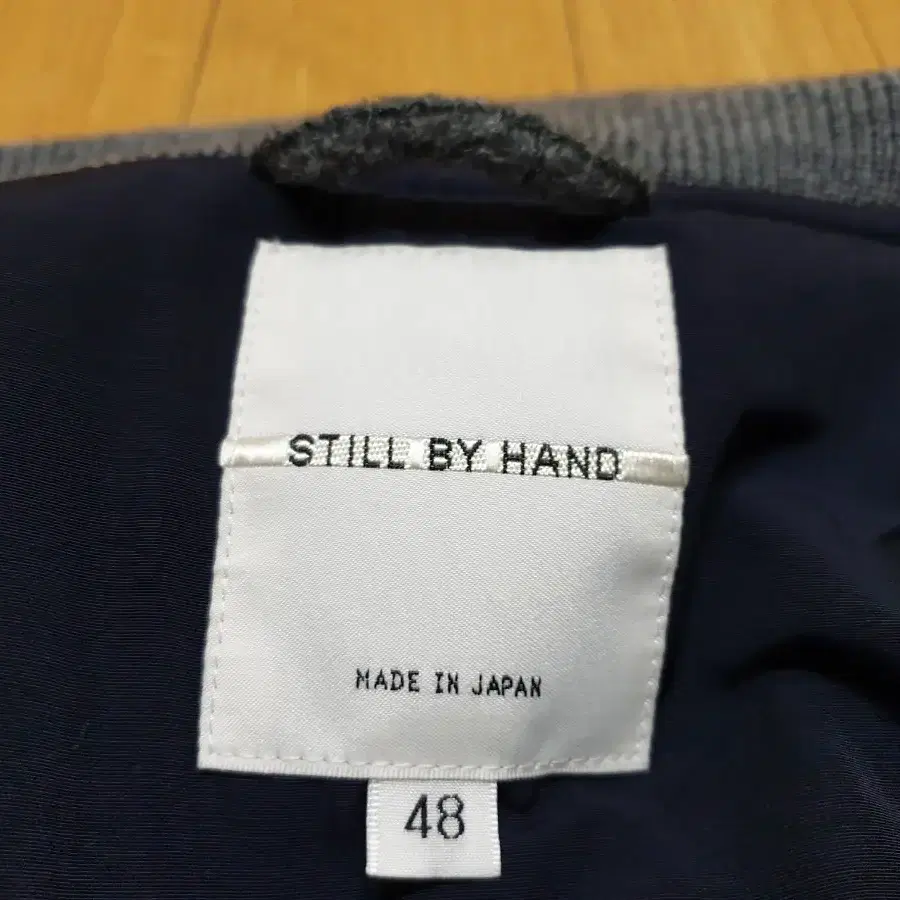 STILL BY HAND
MADE IN JAPAN
48